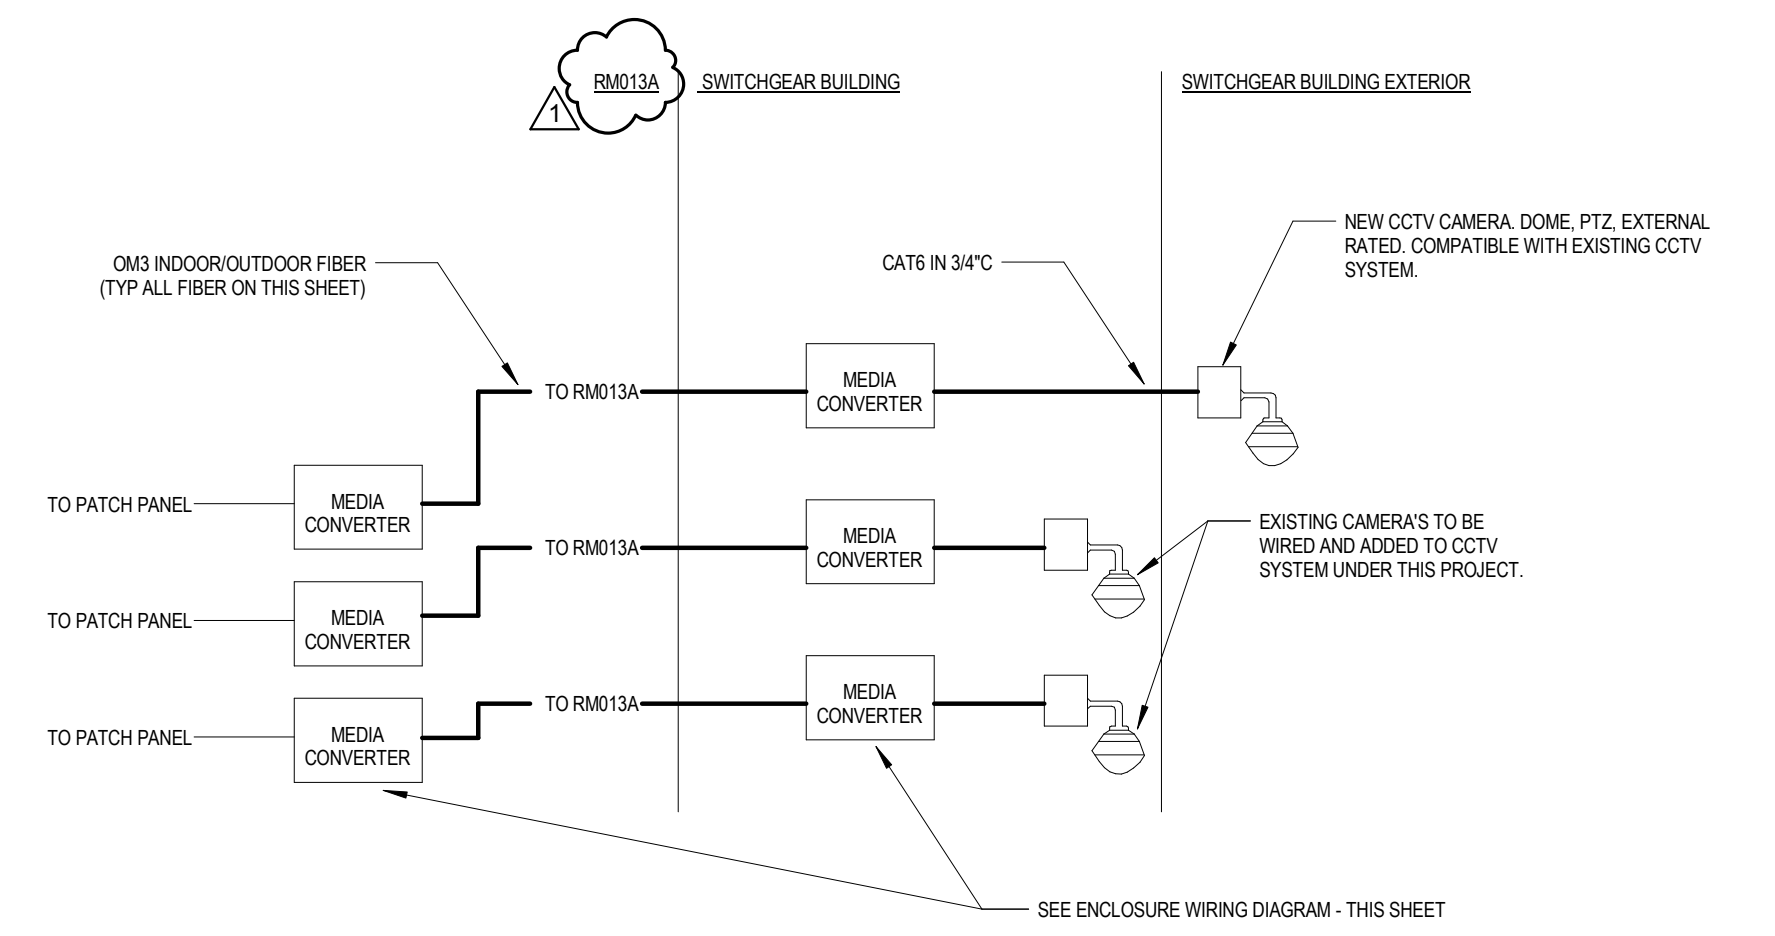 RM013A
SWITCHGEAR BUILDING
SWITCHGEAR BUILDING EXTERIOR
1
NEW CCTV CAMERA. DOME, PTZ, EXTERNAL
RATED. COMPATIBLE WITH EXISTING CCTV
SYSTEM.
OM3 INDOOR/OUTDOOR FIBER
(TYP ALL FIBER ON THIS SHEET)
CAT6 IN 3/4"C
TO RM013A
MEDIA
CONVERTER
TO PATCH PANEL
MEDIA
CONVERTER
TO RM013A
MEDIA
CONVERTER
EXISTING CAMERA'S TO BE
WIRED AND ADDED TO CCTV
SYSTEM UNDER THIS PROJECT.
TO PATCH PANEL
MEDIA
CONVERTER
TO RM013A
MEDIA
CONVERTER
TO PATCH PANEL
MEDIA
CONVERTER
SEE ENCLOSURE WIRING DIAGRAM - THIS SHEET